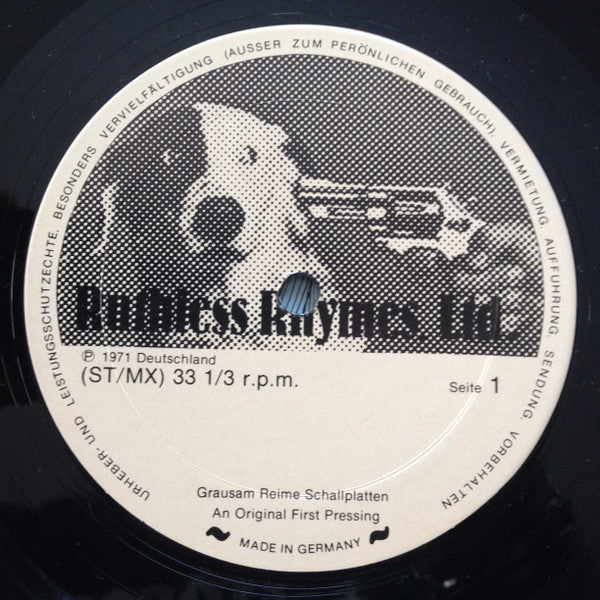 URHEBER- UND LEISTUNGSSCHUTZECHTE, BESONDERS VERVIELFÄLTIGUNG (AUSSER ZUM PERÖNLICHEN GEBRAUCH), VERMIETUNG, AUFFÜHRUNG, SENDUNG, VORBEHALTEN
Ruthless Rhymes Ltd.
℗ 1971 Deutschland
(ST/MX) 33 1/3 r.p.m.
Seite 1
Grausam Reime Schallplatten
An Original First Pressing
MADE IN GERMANY